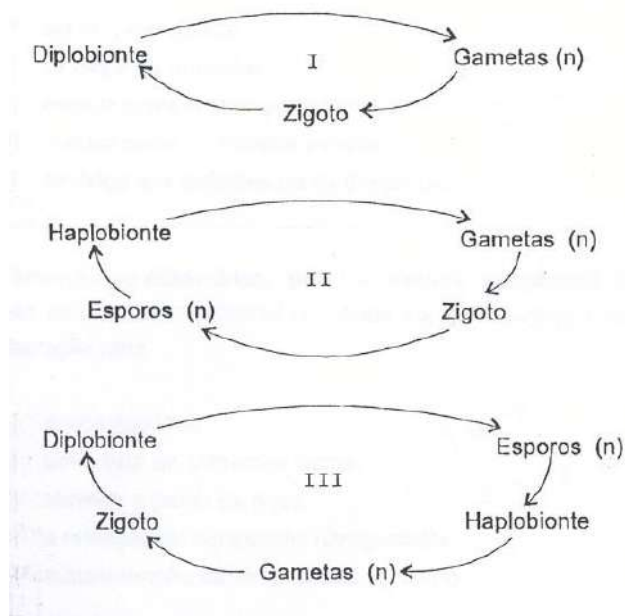 Diplobionte
I
Gametas (n)
Zigoto
Haplobionte
Gametas (n)
II
Esporos (n)
Zigoto
Diplobionte
Esporos (n)
III
Zigoto
Haplobionte
Gametas (n)